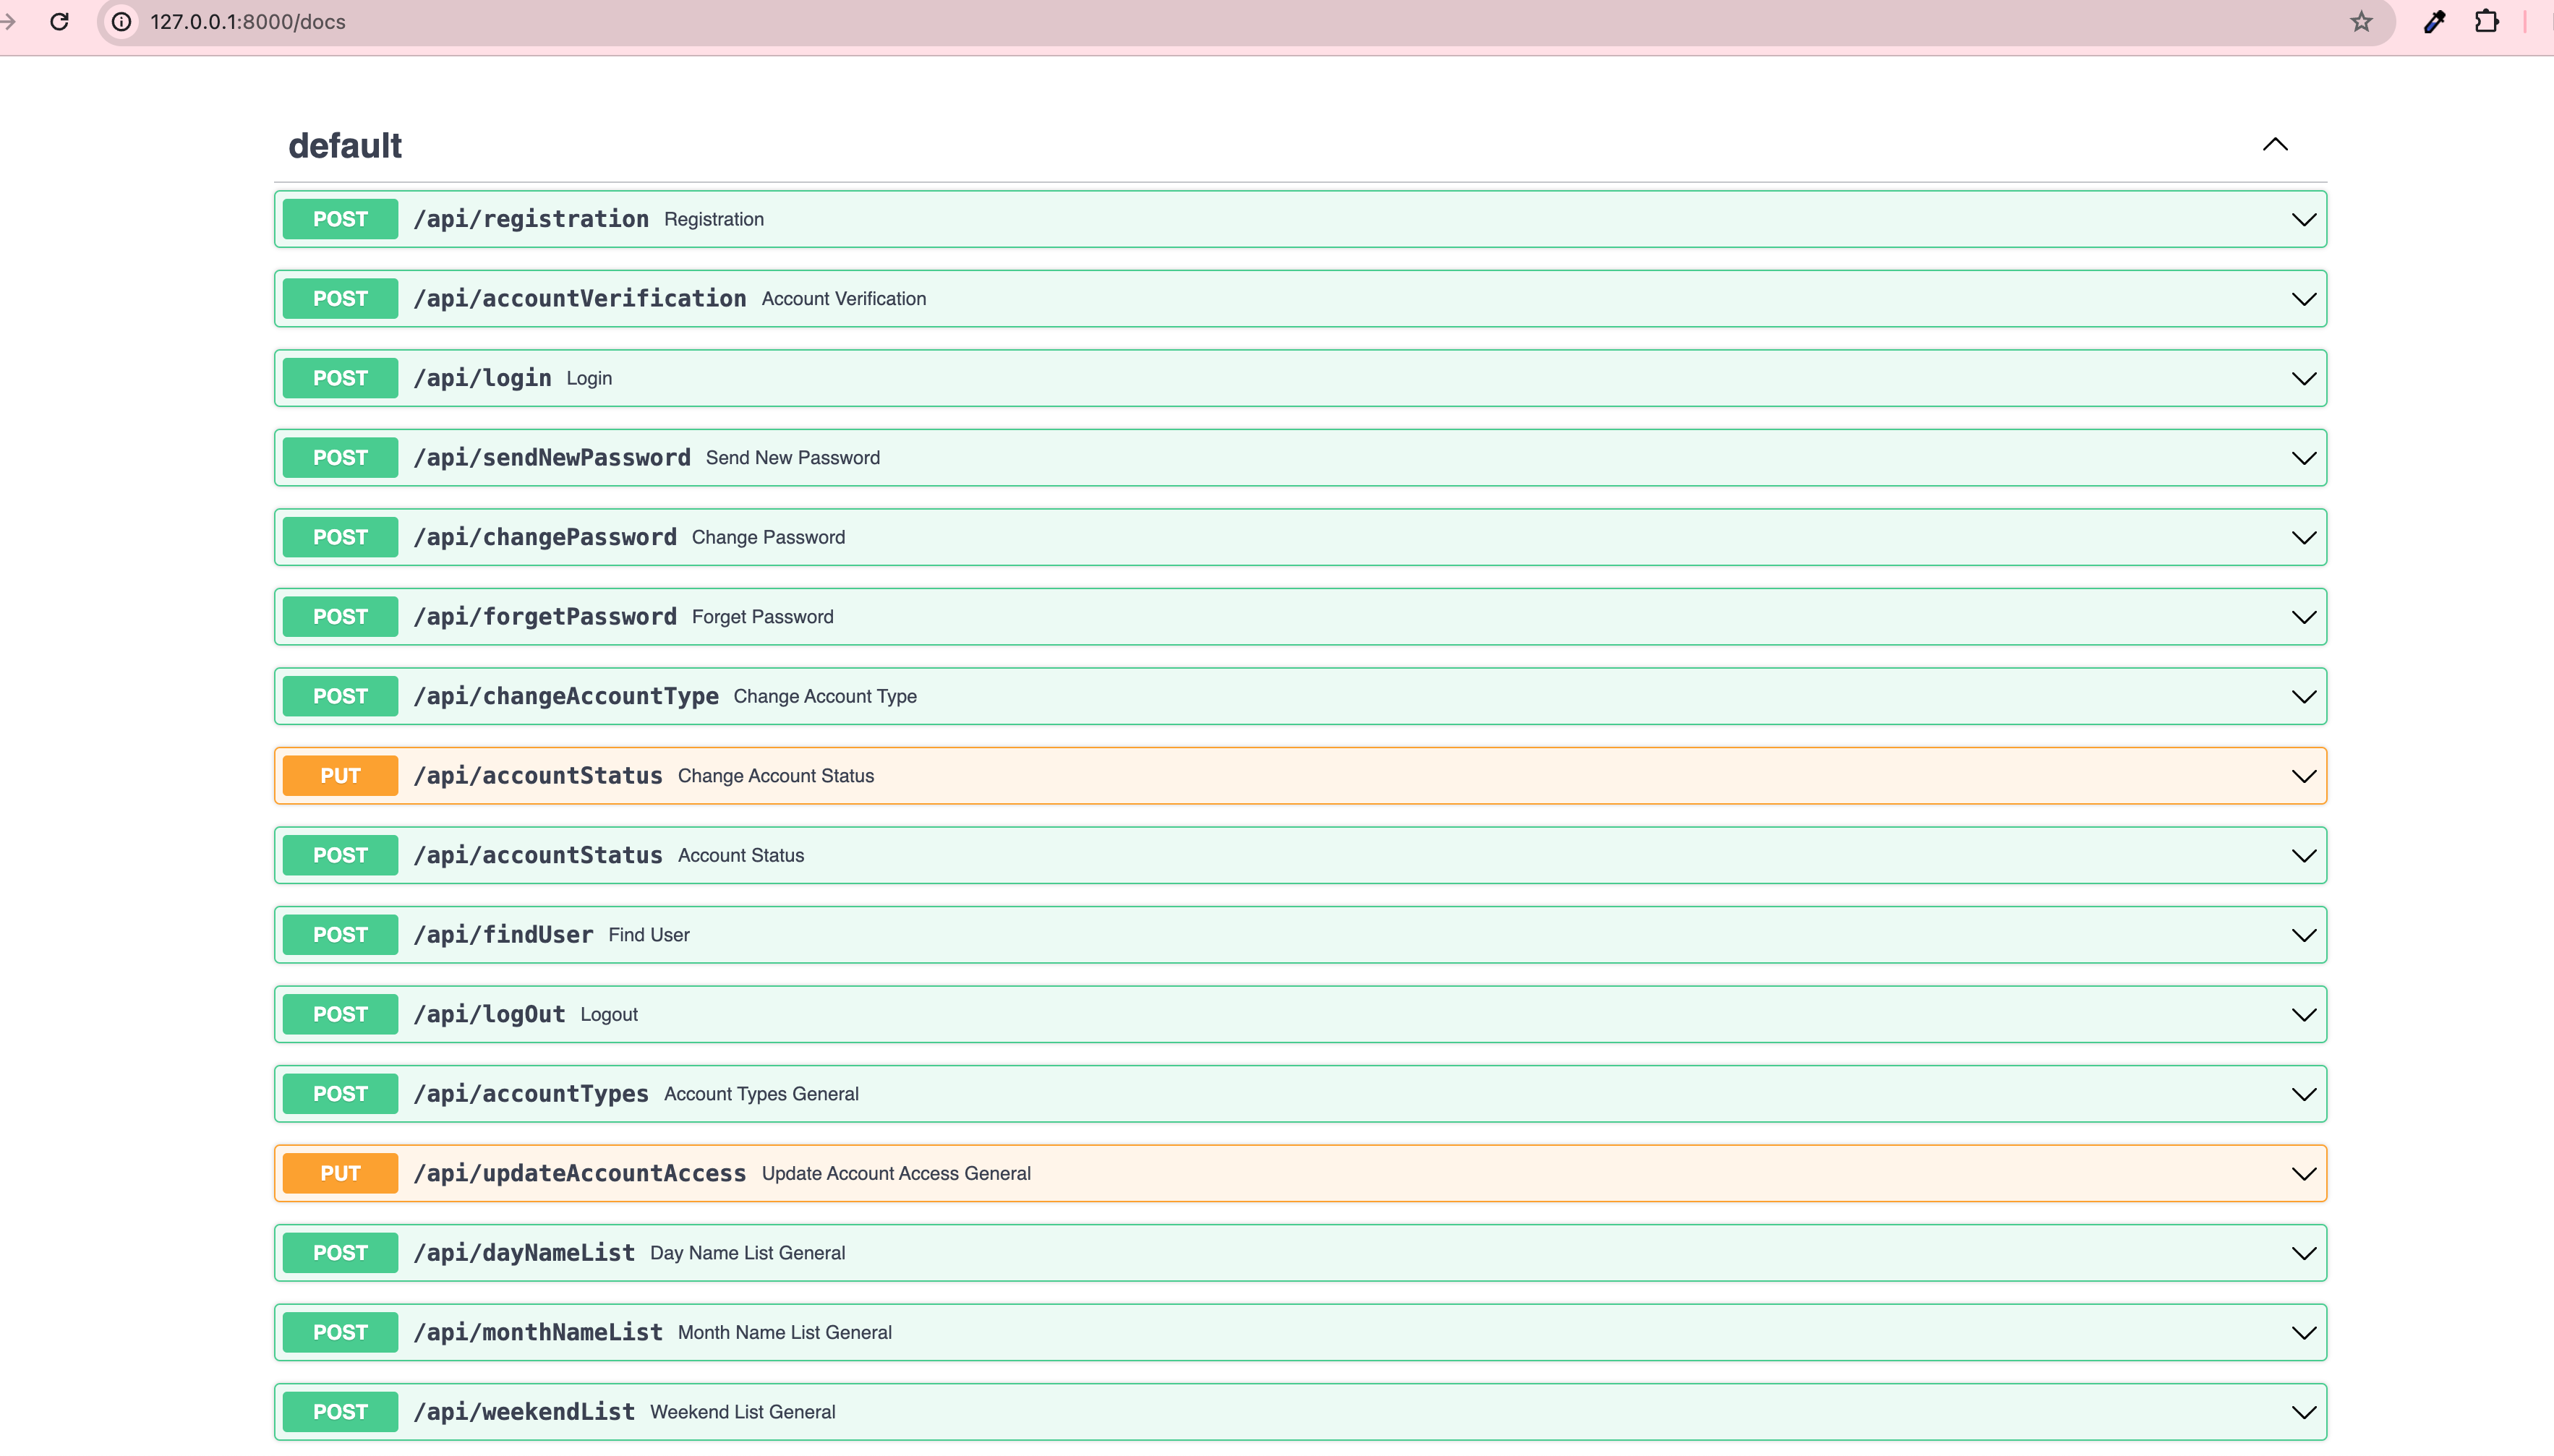 127.0.0.1:8000/docs
default
POST /api/registration Registration
POST /api/accountVerification Account Verification
POST /api/login Login
POST /api/sendNewPassword Send New Password
POST /api/changePassword Change Password
POST /api/forgetPassword Forget Password
POST /api/changeAccountType Change Account Type
PUT /api/accountStatus Change Account Status
POST /api/accountStatus Account Status
POST /api/findUser Find User
POST /api/logOut Logout
POST /api/accountTypes Account Types General
PUT /api/updateAccountAccess Update Account Access General
POST /api/dayNameList Day Name List General
POST /api/monthNameList Month Name List General
POST /api/weekendList Weekend List General